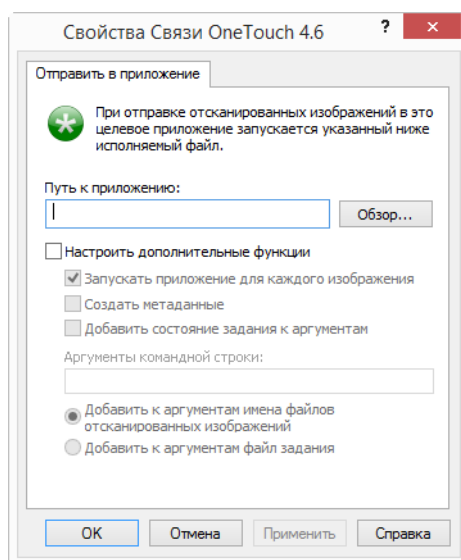 Свойства Связи OneTouch 4.6
?
×
Отправить в приложение
При отправке отсканированных изображений в это
целевое приложение запускается указанный ниже
исполняемый файл.
Путь к приложению:
Обзор...
Настроить дополнительные функции
Запускать приложение для каждого изображения
Создать метаданные
Добавить состояние задания к аргументам
Аргументы командной строки:
Добавить к аргументам имена файлов
отсканированных изображений
Добавить к аргументам файл задания
OK
Отмена
Применить
Справка